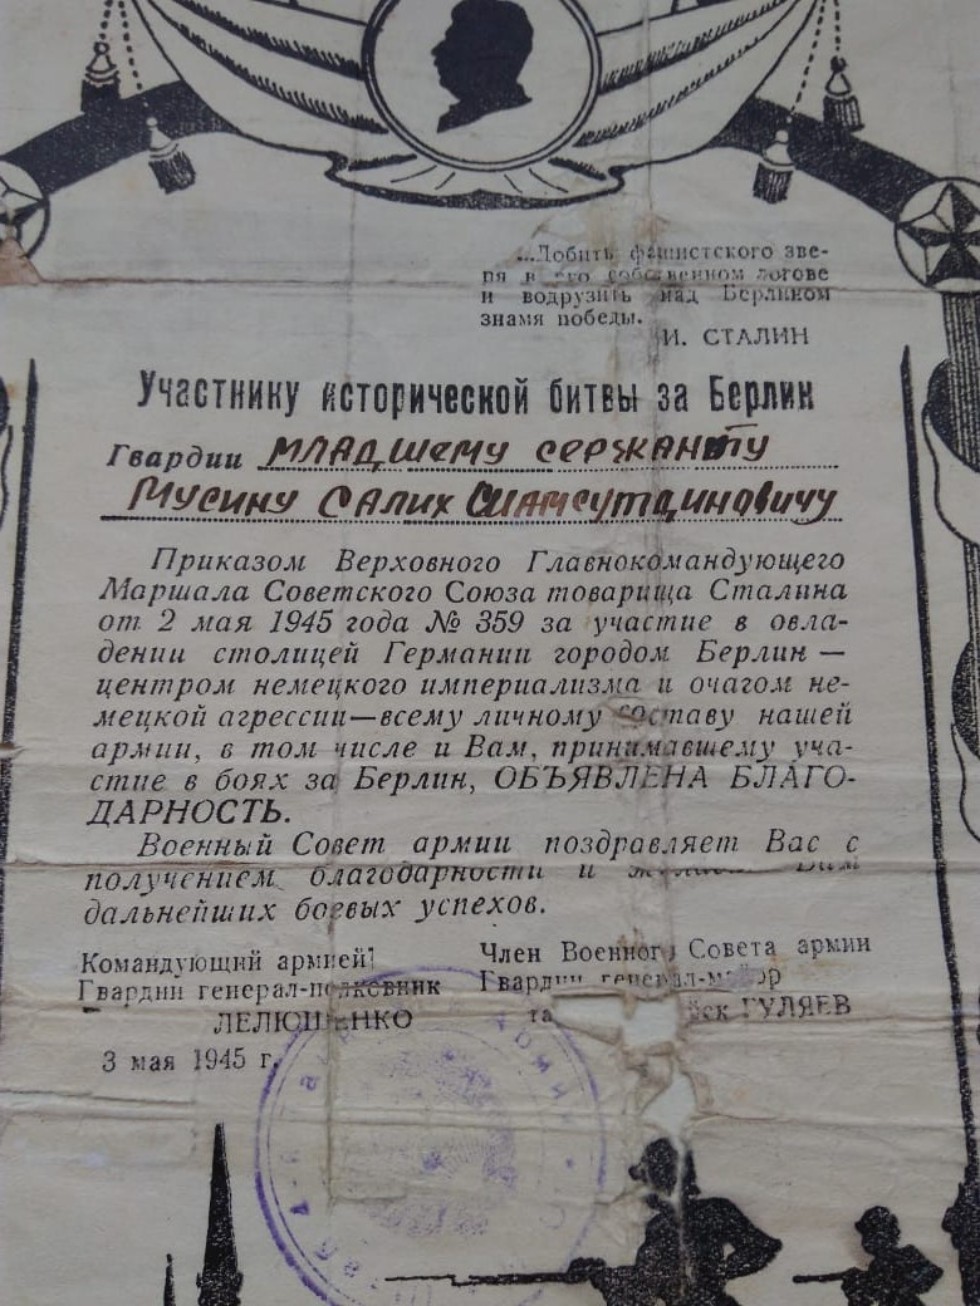 ...Добить фашистского зве-
ря в его собственном логове
и водрузить над Берлином
знамя победы.
И. СТАЛИН
Участнику исторической битвы за Берлин
Гвардии младшему сержанту
Мусину Салих Шамсутдиновичу
Приказом Верховного Главнокомандующего
Маршала Советского Союза товарища Сталина
от 2 мая 1945 года № 359 за участие в овла-
дении столицей Германии городом Берлин —
центром немецкого империализма и очагом не-
мецкой агрессии—всему личному составу нашей
армии, в том числе и Вам, принимавшему уча-
стие в боях за Берлин, ОБЪЯВЛЕНА БЛАГО-
ДАРНОСТЬ.
Военный Совет армии поздравляет Вас с
получением благодарности и Вам
дальнейших боевых успехов.
Командующий армией
Гвардии генерал-полковник
ЛЕЛЮШЕНКО
Член Военного Совета армии
Гвардии генерал-майор
ГУЛЯЕВ
3 мая 1945 г.